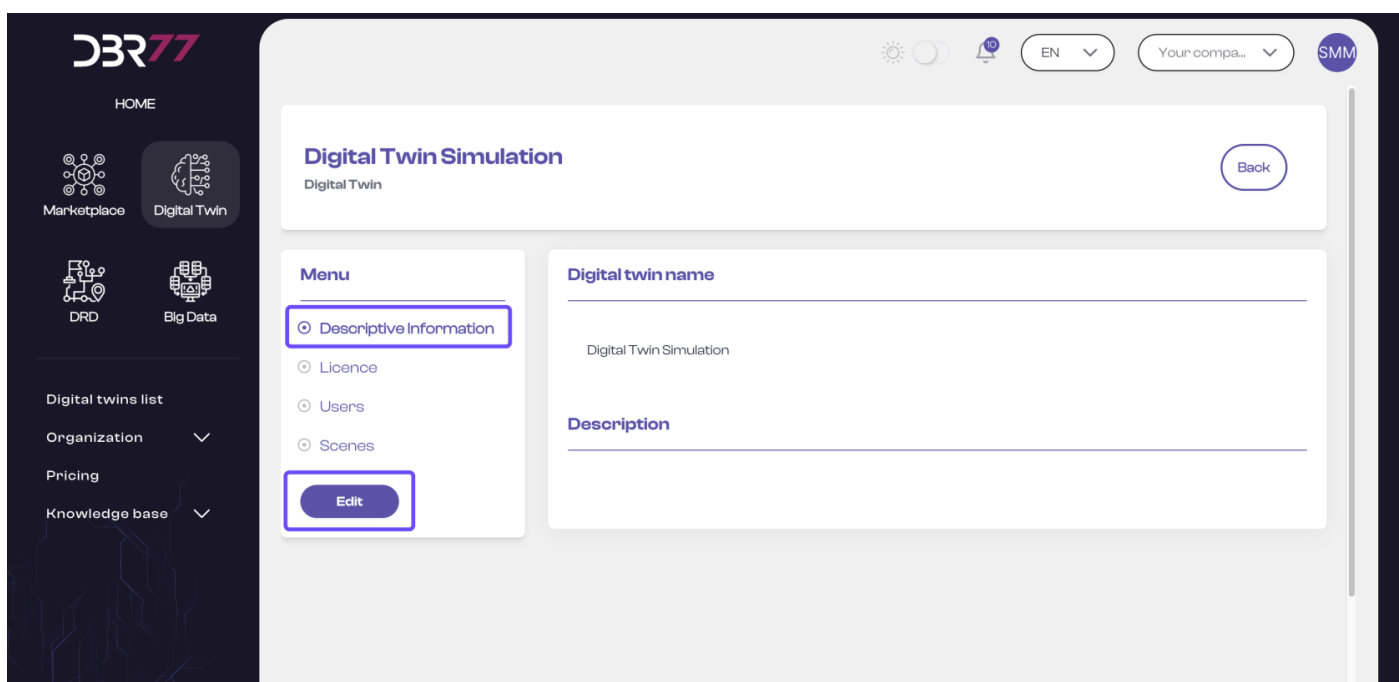 DBR77
HOME
Marketplace
Digital Twin
DRD
Big Data
Digital twins list
Organization
Pricing
Knowledge base
10
EN
Your compa...
SMM
Digital Twin Simulation
Digital Twin
Back
Menu
Descriptive Information
Licence
Users
Scenes
Edit
Digital twin name
Digital Twin Simulation
Description